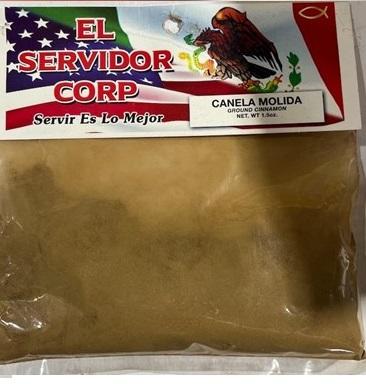 EL
SERVIDOR
CORP
Servir Es Lo Mejor
CANELA MOLIDA
GROUND CINNAMON
NET. WT 1.5oz.